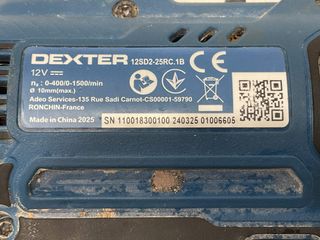 DEXTER 12SD2-25RC.1B
12V⎓
n₀ : 0-400/0-1500/min
Ø 10mm(max.)
Adeo Services-135 Rue Sadi Carnot-CS00001-59790
RONCHIN-France
Made in China 2025
SN 110018300100 240325 01006605
CE